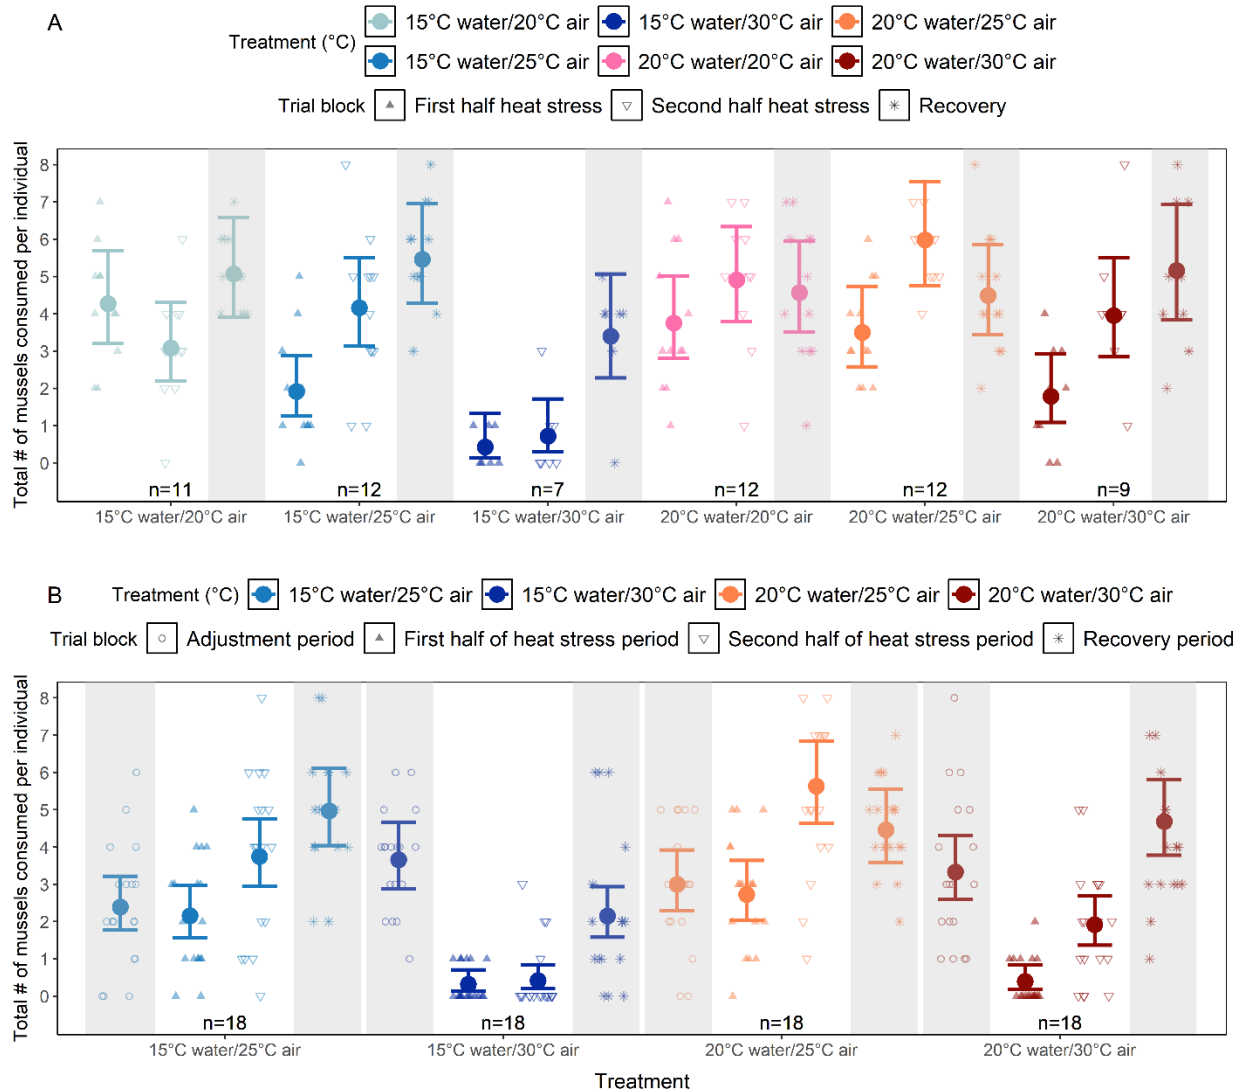 A
Treatment (°C) 15°C water/20°C air 15°C water/30°C air 20°C water/25°C air
15°C water/25°C air 20°C water/20°C air 20°C water/30°C air
Trial block First half heat stress Second half heat stress Recovery
Total # of mussels consumed per individual
8
7
6
5
4
3
2
1
0
n=11 n=12 n=7 n=12 n=12 n=9
15°C water/20°C air 15°C water/25°C air 15°C water/30°C air 20°C water/20°C air 20°C water/25°C air 20°C water/30°C air
B
Treatment (°C) 15°C water/25°C air 15°C water/30°C air 20°C water/25°C air 20°C water/30°C air
Trial block Adjustment period First half of heat stress period Second half of heat stress period Recovery period
Total # of mussels consumed per individual
8
7
6
5
4
3
2
1
0
n=18 n=18 n=18 n=18
15°C water/25°C air 15°C water/30°C air 20°C water/25°C air 20°C water/30°C air
Treatment